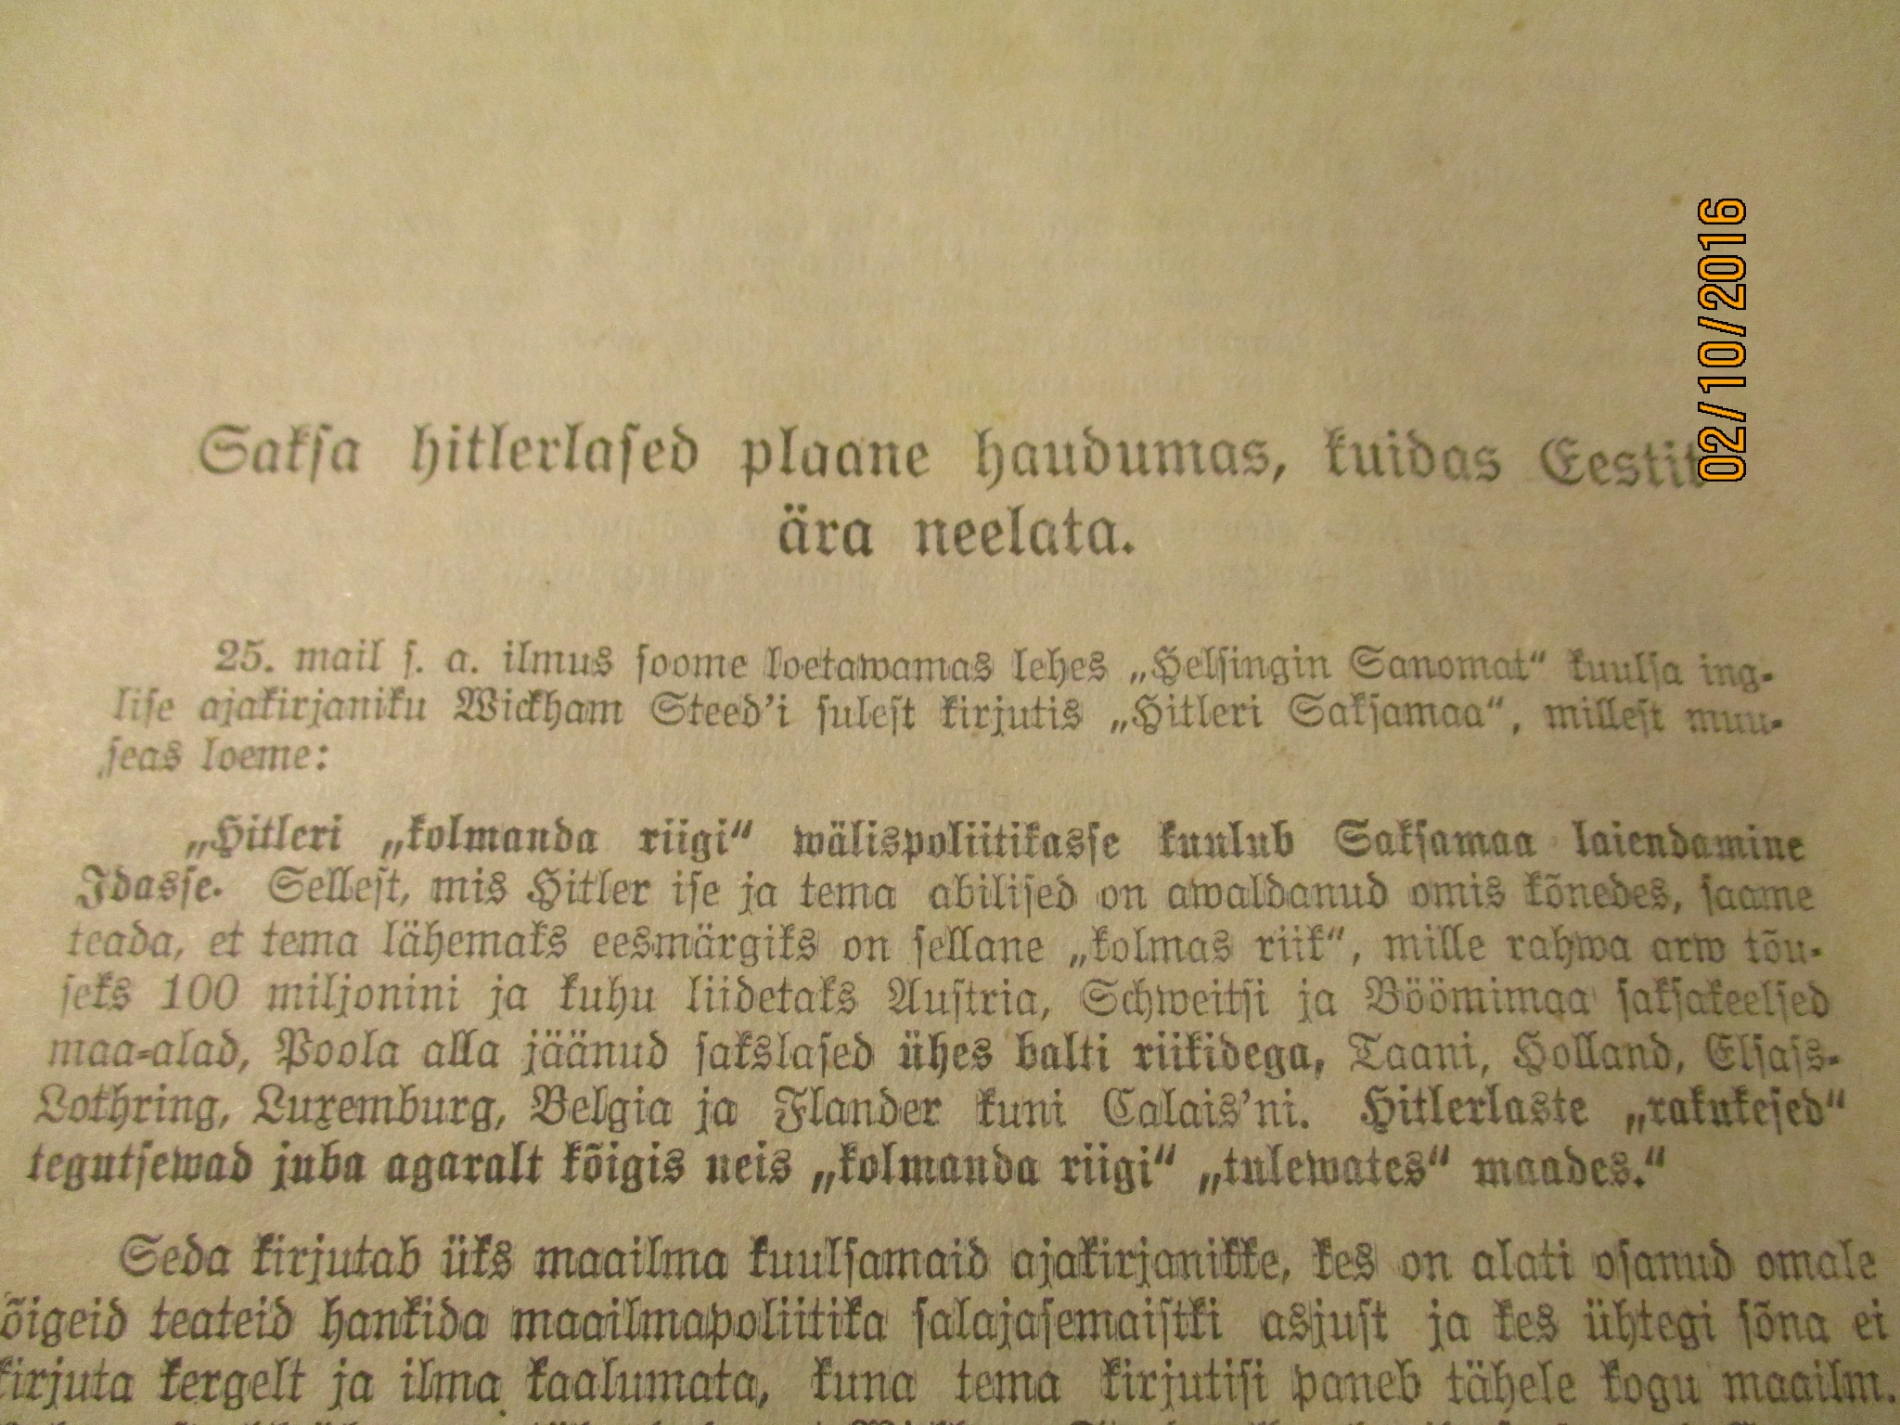 Saksa hitlerlased plaane haudumas, kuidas Eestit
ära neelata.
25. mail s. a. ilmus soome loetawamas lehes „Helsingin Sanomat“ kuulsa ing-
lise ajakirjaniku Wickham Steed'i sulest kirjutis „Hitleri Saksamaa“, millest muu-
seas loeme:
„Hitleri „kolmanda riigi“ wälispoliitikasse kuulub Saksamaa laiendamine
Idasse. Sellest, mis Hitler ise ja tema abilised on awaldanud omis kõnedes, saame
teada, et tema lähemaks eesmärgiks on sellane „kolmas riik“, mille rahwa arw tõu-
seks 100 miljonini ja kuhu liidetaks Austria, Schweitsi ja Böömimaa saksakeelsed
maa-alad, Poola alla jäänud sakslased ühes balti riikidega, Taani, Holland, Elsass-
Lothring, Luxemburg, Belgia ja Flander kuni Calais'ni. Hitlerlaste „rakukesed“
tegutsewad juba agaralt kõigis neis „kolmanda riigi“ „tulewates“ maades.“
Seda kirjutab üks maailma kuulsamaid ajakirjanikke, kes on alati osanud omale
õigeid teateid hankida maailmapoliitika salajasemaistki asjust ja kes ühtegi sõna ei
kirjuta kergelt ja ilma kaalumata, kuna tema kirjutisi paneb tähele kogu maailm.
02/10/2016